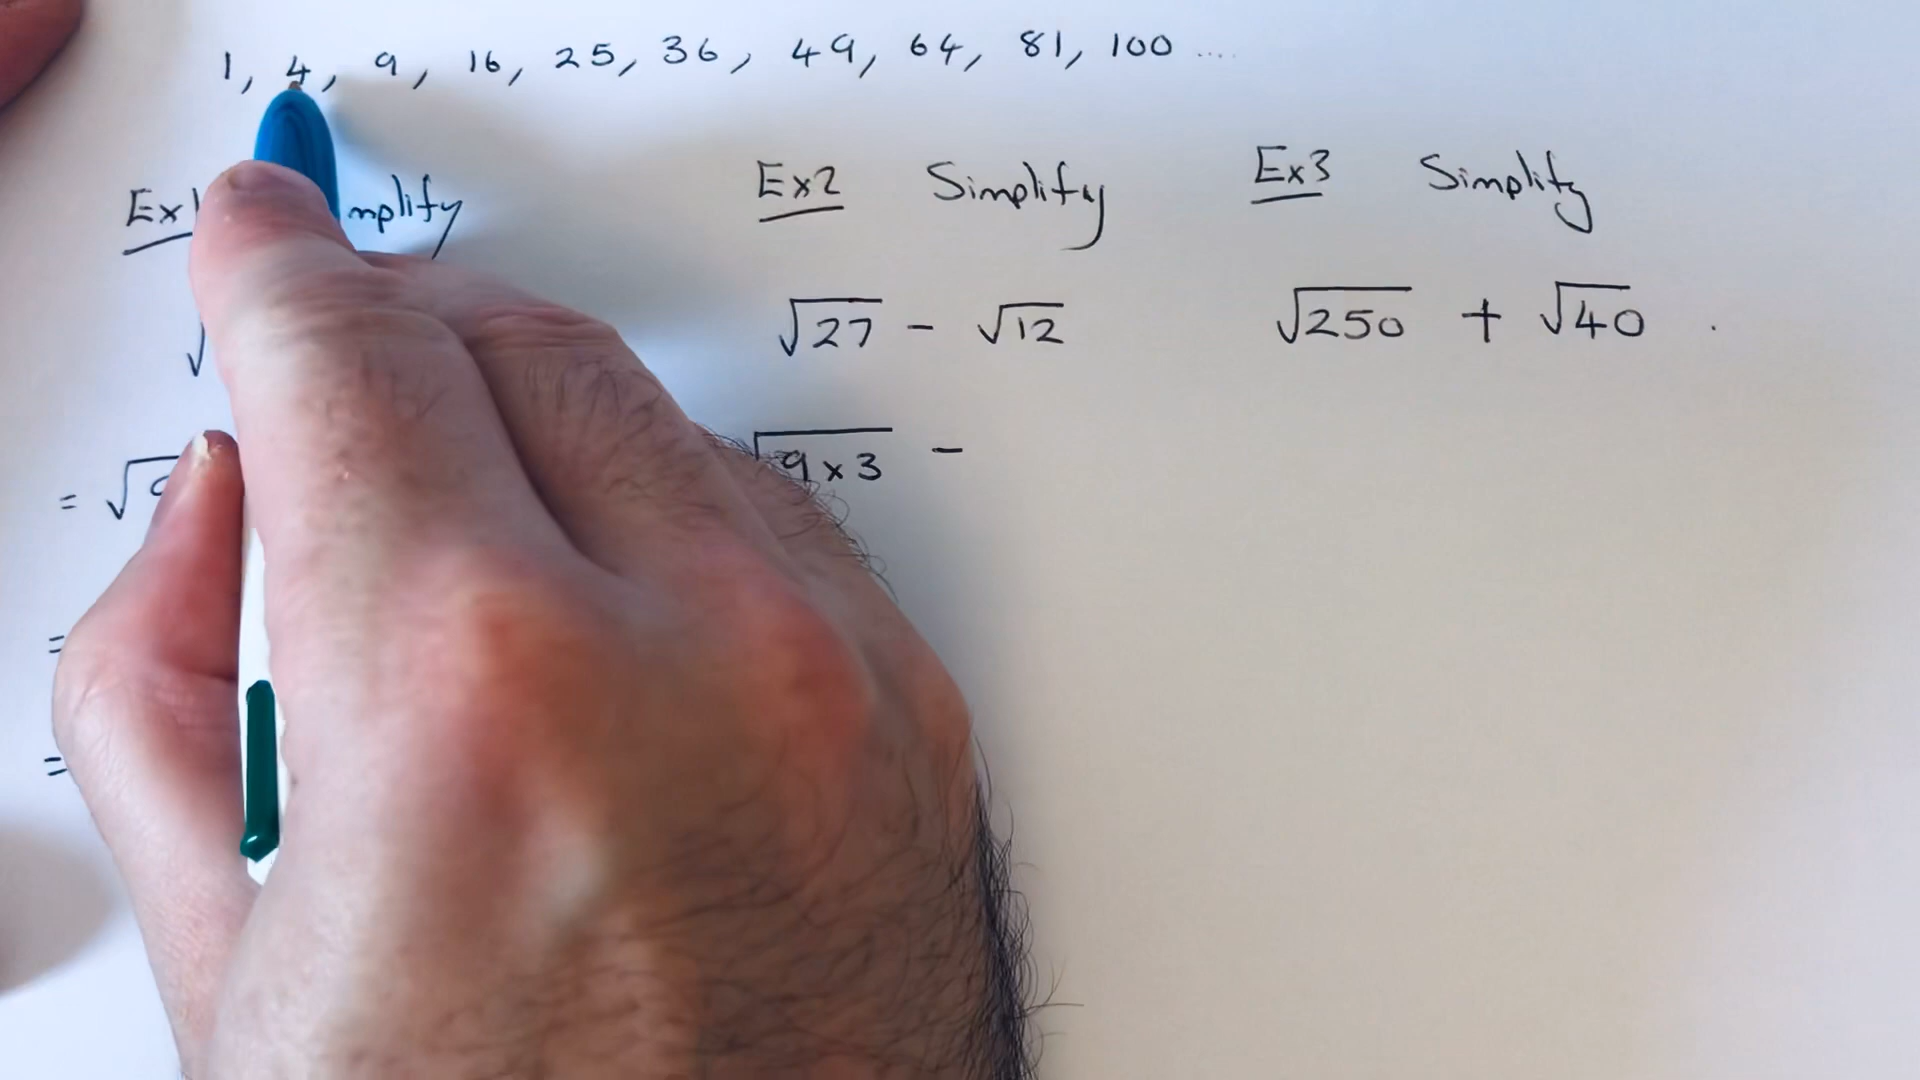 1, 4, 9, 16, 25, 36, 49, 64, 81, 100 ....
Ex1
Ex2 Simplify
√27 - √12
9 x 3 -
Ex3 Simplify
√250 + √40 .
= √
=
=